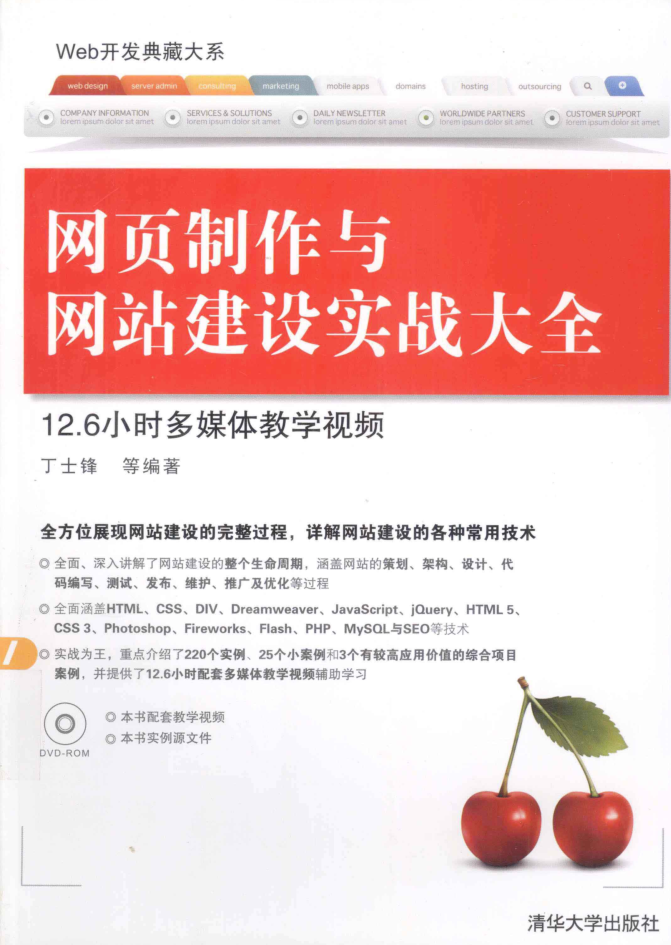 Web开发典藏大系
web design server admin consulting marketing mobile apps domains hosting outsourcing
COMPANY INFORMATION SERVICES & SOLUTIONS DAILY NEWSLETTER WORLDWIDE PARTNERS CUSTOMER SUPPORT
lorem ipsum dolor sit amet lorem ipsum dolor sit amet lorem ipsum dolor sit amet lorem ipsum dolor sit amet lorem ipsum dolor sit amet
网页制作与
网站建设实战大全
12.6小时多媒体教学视频
丁士锋 等编著
全方位展现网站建设的完整过程，详解网站建设的各种常用技术
◎ 全面、深入讲解了网站建设的整个生命周期，涵盖网站的策划、架构、设计、代
码编写、测试、发布、维护、推广及优化等过程
◎ 全面涵盖HTML、CSS、DIV、Dreamweaver、JavaScript、jQuery、HTML 5、
CSS 3、Photoshop、Fireworks、Flash、PHP、MySQL与SEO等技术
◎ 实战为王，重点介绍了220个实例、25个小案例和3个有较高应用价值的综合项目
案例，并提供了12.6小时配套多媒体教学视频辅助学习
◎ 本书配套教学视频
◎ 本书实例源文件
DVD-ROM
清华大学出版社